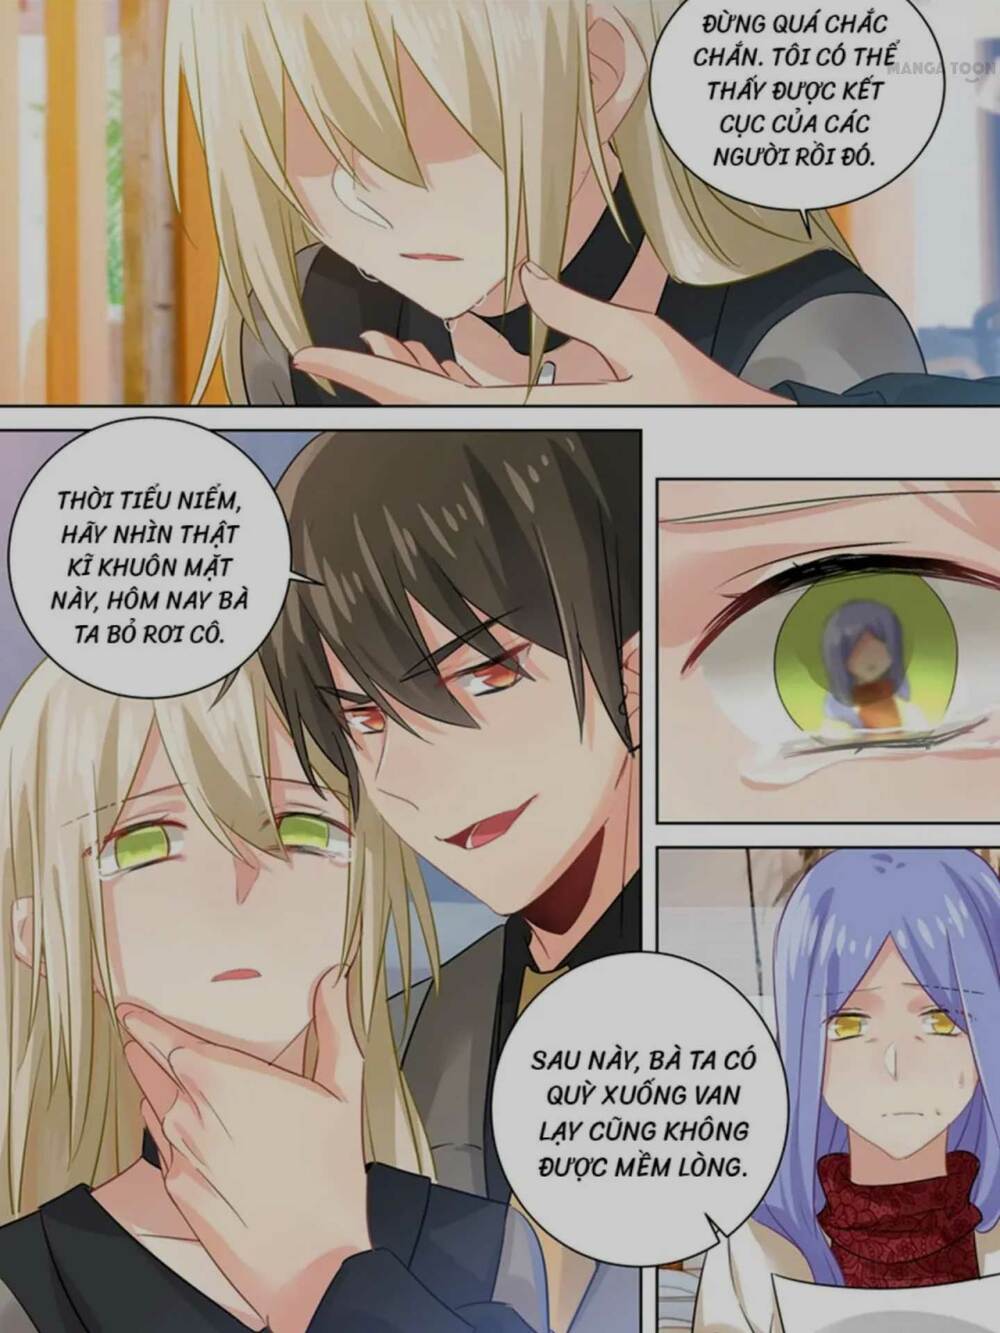 ĐỪNG QUÁ CHẮC
CHẮN. TÔI CÓ THỂ
THẤY ĐƯỢC KẾT
CỤC CỦA CÁC
NGƯỜI RỒI ĐÓ.
MANGA TOON
THỜI TIỂU NIỂM,
HÃY NHÌN THẬT
KĨ KHUÔN MẶT
NÀY, HÔM NAY BÀ
TA BỎ RƠI CÔ.
SAU NÀY, BÀ TA CÓ
QUỲ XUỐNG VAN
LẠY CŨNG KHÔNG
ĐƯỢC MỀM LÒNG.